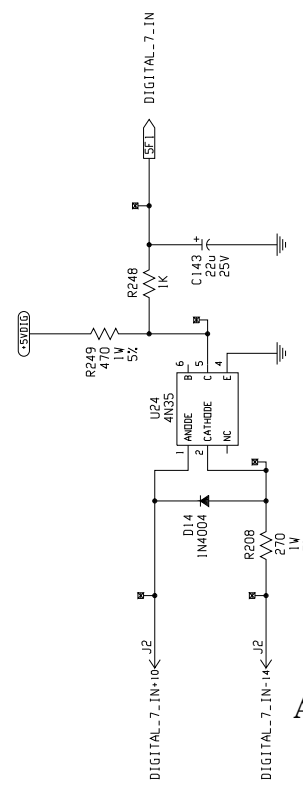 DIGITAL_7_IN
5F1
+5VDIG
R249
470
1W
5%
R248
1K
C143
22u
25V
+
U24
4N35
1
ANODE
2
CATHODE
NC
B
6
C
5
E
4
D14
1N4004
R208
270
1W
J2
DIGITAL_7_IN+10
J2
DIGITAL_7_IN-14
A